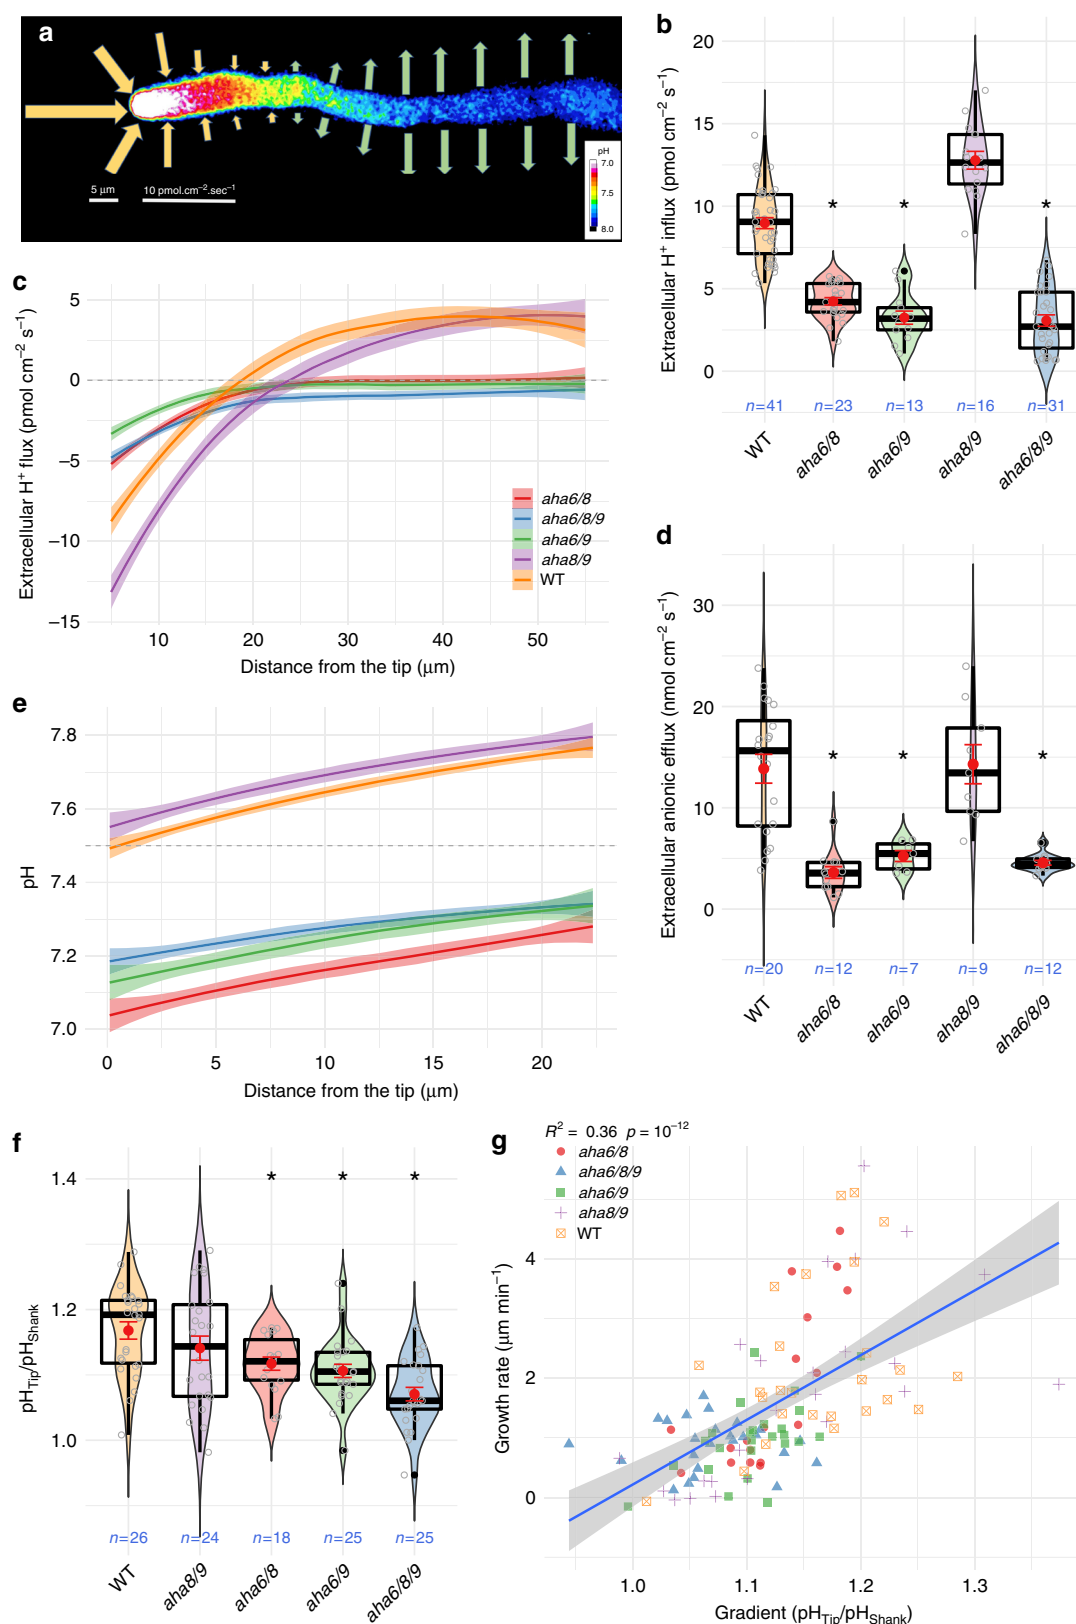 a
pH
7.0
7.5
8.0
5 μm
10 pmol.cm⁻².sec⁻¹
b
Extracellular H⁺ influx (pmol cm⁻² s⁻¹)
20
15
10
5
0
* * *
n=41 n=23 n=13 n=16 n=31
WT aha6/8 aha6/9 aha8/9 aha6/8/9
c
Extracellular H⁺ flux (pmol cm⁻² s⁻¹)
5
0
−5
−10
−15
aha6/8
aha6/8/9
aha6/9
aha8/9
WT
10 20 30 40 50
Distance from the tip (μm)
d
Extracellular anionic efflux (nmol cm⁻² s⁻¹)
30
20
10
0
* * *
n=20 n=12 n=7 n=9 n=12
WT aha6/8 aha6/9 aha8/9 aha6/8/9
e
pH
7.8
7.6
7.4
7.2
7.0
0 5 10 15 20
Distance from the tip (μm)
f
pH_Tip/pH_Shank
1.4
1.2
1.0
* * *
n=26 n=24 n=18 n=25 n=25
WT aha8/9 aha6/8 aha6/9 aha6/8/9
g
R² = 0.36 p = 10⁻¹²
aha6/8
aha6/8/9
aha6/9
aha8/9
WT
Growth rate (μm min⁻¹)
4
2
0
1.0 1.1 1.2 1.3
Gradient (pH_Tip/pH_Shank)